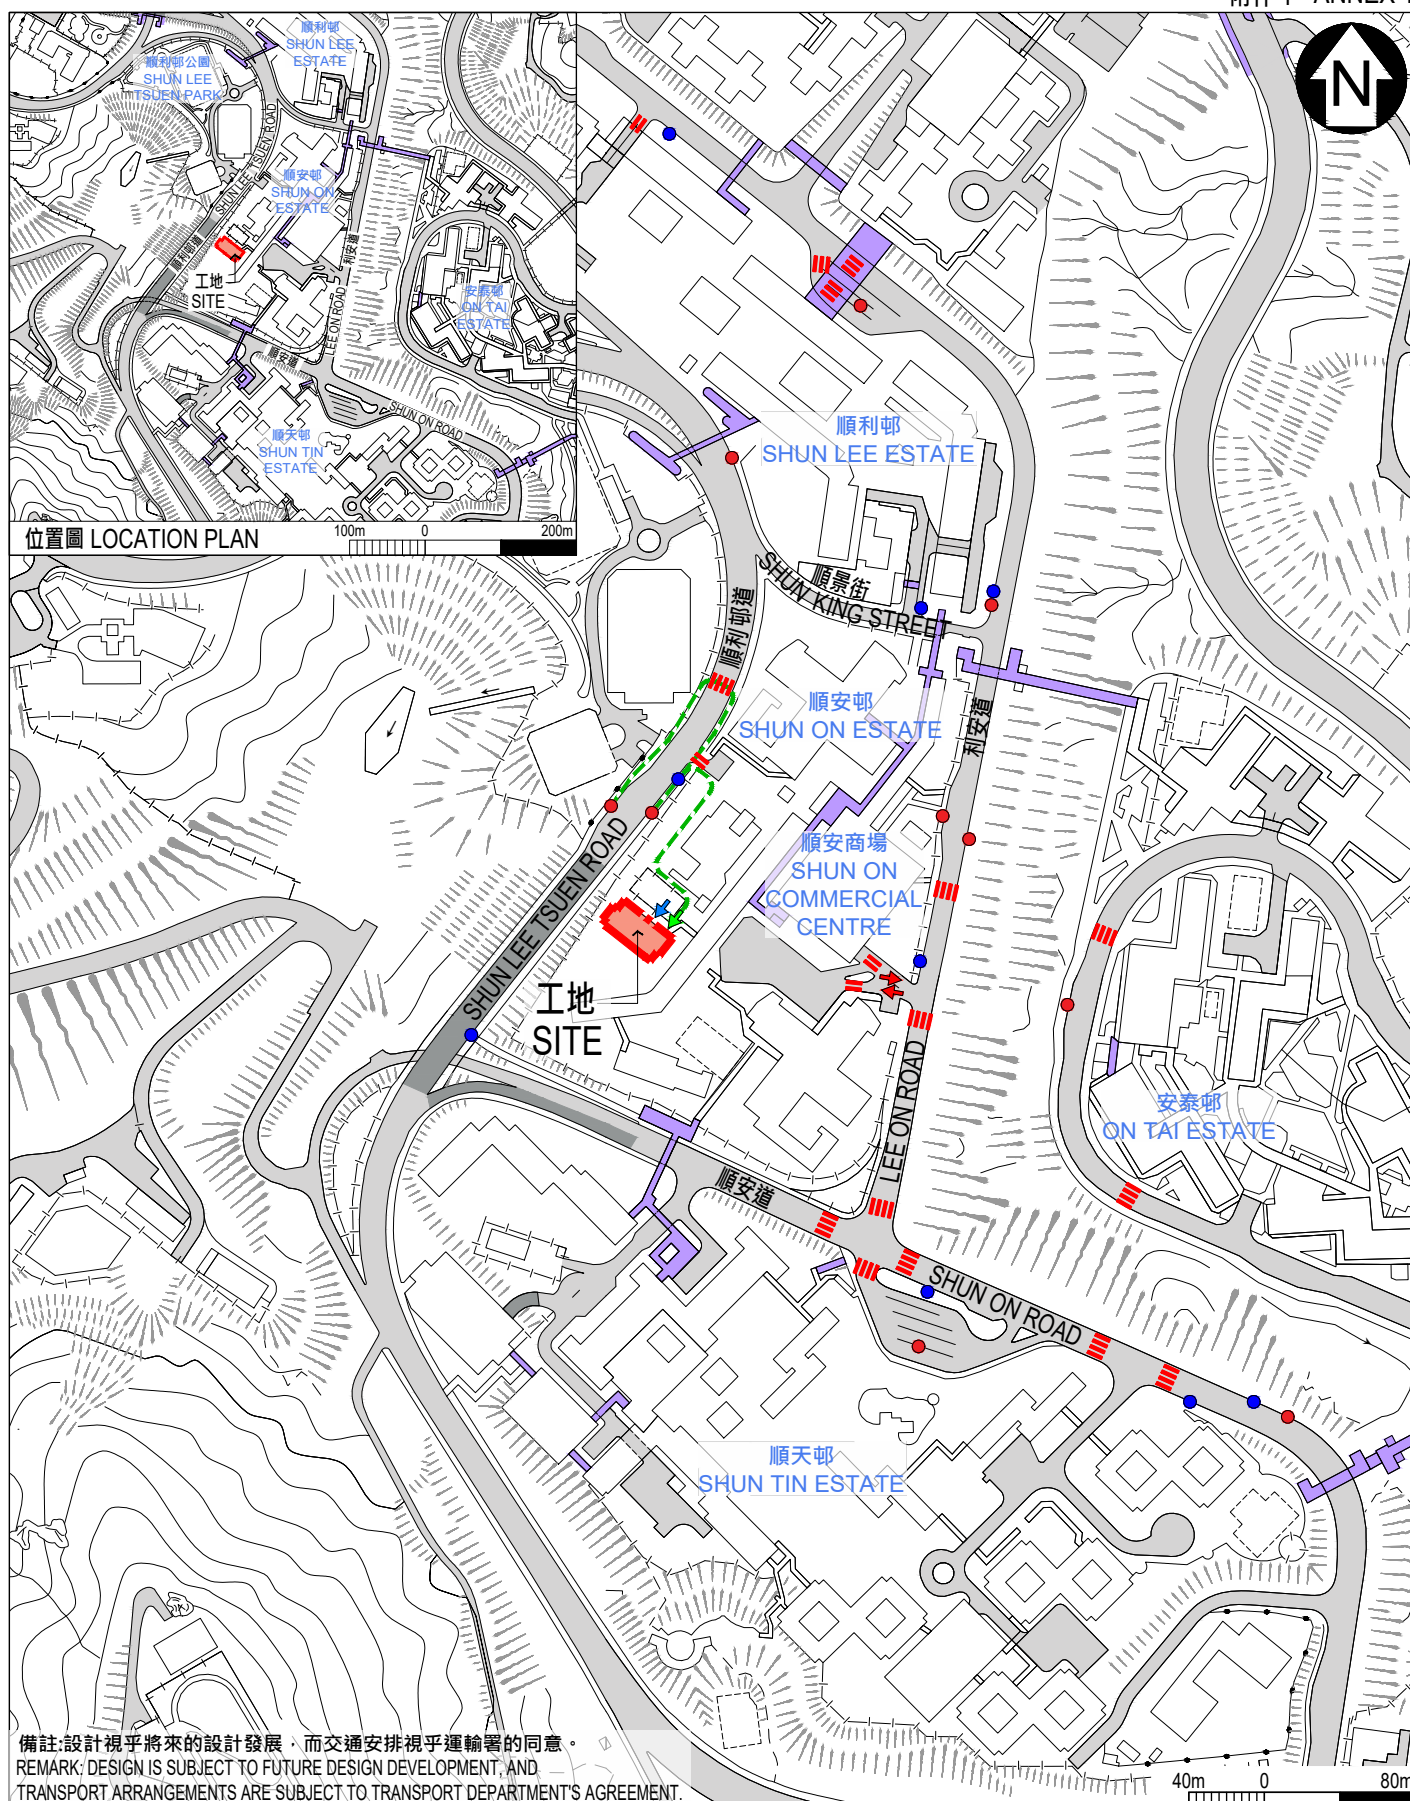 順利邨
SHUN LEE
ESTATE
順利邨公園
SHUN LEE
TSUEN PARK
SHUN LEE TSUEN ROAD
順安邨
SHUN ON
ESTATE
順利邨道
利安道
LEE ON ROAD
工地
SITE
安泰邨
ON TAI
ESTATE
順安道
SHUN ON ROAD
順天邨
SHUN TIN
ESTATE
位置圖 LOCATION PLAN
100m 0 200m
N
順利邨
SHUN LEE ESTATE
順景街
SHUN KING STREET
順利邨道
順安邨
SHUN ON ESTATE
利安道
順安商場
SHUN ON
COMMERCIAL
CENTRE
SHUN LEE TSUEN ROAD
工地
SITE
LEE ON ROAD
安泰邨
ON TAI ESTATE
順安道
SHUN ON ROAD
順天邨
SHUN TIN ESTATE
備註:設計視乎將來的設計發展，而交通安排視乎運輸署的同意。
REMARK: DESIGN IS SUBJECT TO FUTURE DESIGN DEVELOPMENT, AND
TRANSPORT ARRANGEMENTS ARE SUBJECT TO TRANSPORT DEPARTMENT'S AGREEMENT.
40m 0 80m